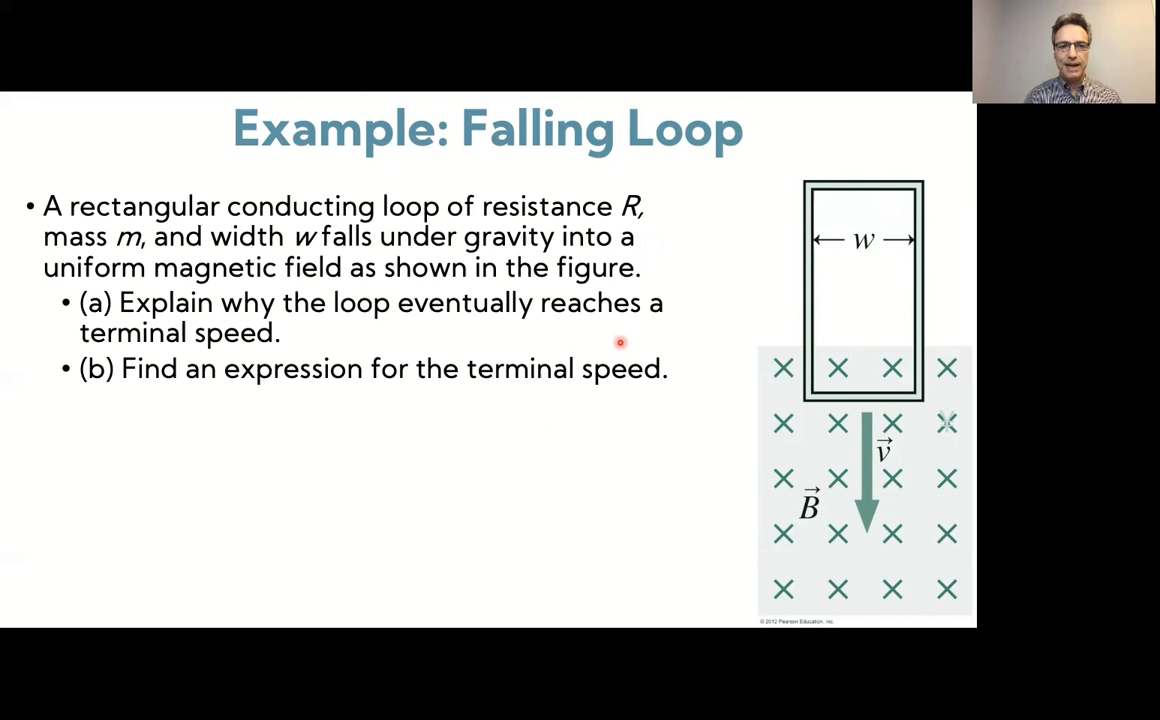 Example: Falling Loop
• A rectangular conducting loop of resistance R,
mass m, and width w falls under gravity into a
uniform magnetic field as shown in the figure.
• (a) Explain why the loop eventually reaches a
terminal speed.
• (b) Find an expression for the terminal speed.
w
v
B
© 2012 Pearson Education, Inc.